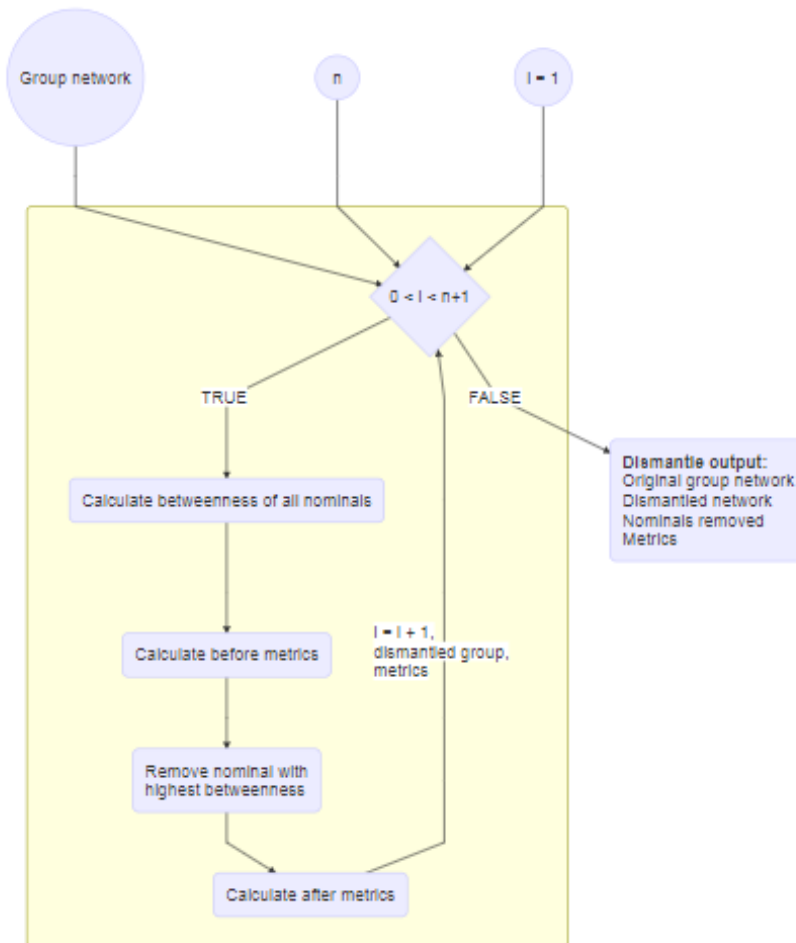 Group network
n
i = 1
0 < i < n+1
TRUE
FALSE
Dismantle output:
Original group network
Dismantled network
Nominals removed
Metrics
Calculate betweenness of all nominals
Calculate before metrics
i = i + 1,
dismantled group,
metrics
Remove nominal with
highest betweenness
Calculate after metrics